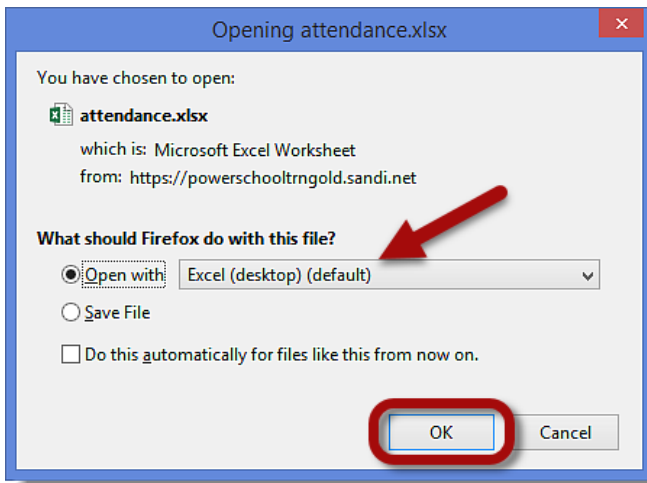 Opening attendance.xlsx
You have chosen to open:
attendance.xlsx
which is: Microsoft Excel Worksheet
from: https://powerschooltrngold.sandi.net
What should Firefox do with this file?
Open with Excel (desktop) (default)
Save File
Do this automatically for files like this from now on.
OK Cancel